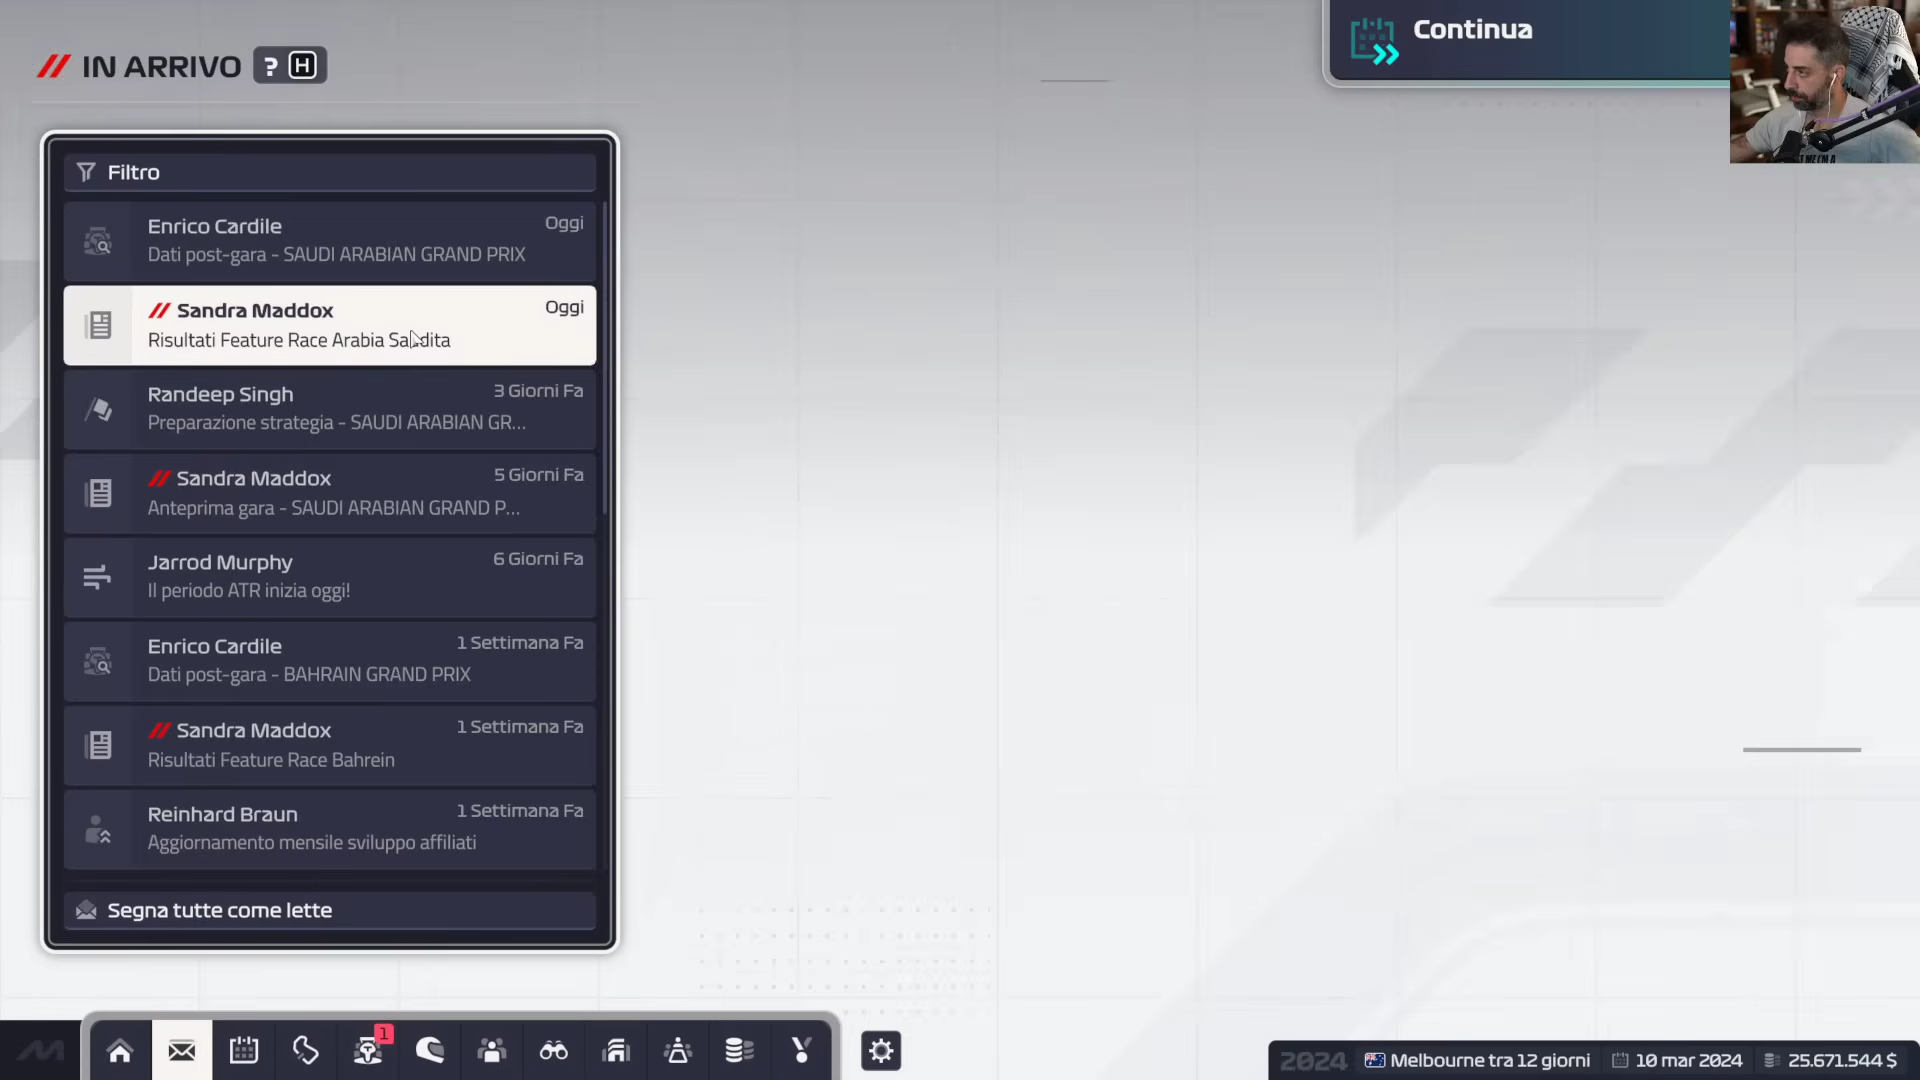 IN ARRIVO ? H
Continua
Filtro
Enrico Cardile Oggi
Dati post-gara - SAUDI ARABIAN GRAND PRIX
Sandra Maddox Oggi
Risultati Feature Race Arabia Saudita
Randeep Singh 3 Giorni Fa
Preparazione strategia - SAUDI ARABIAN GR...
Sandra Maddox 5 Giorni Fa
Anteprima gara - SAUDI ARABIAN GRAND P...
Jarrod Murphy 6 Giorni Fa
Il periodo ATR inizia oggi!
Enrico Cardile 1 Settimana Fa
Dati post-gara - BAHRAIN GRAND PRIX
Sandra Maddox 1 Settimana Fa
Risultati Feature Race Bahrein
Reinhard Braun 1 Settimana Fa
Aggiornamento mensile sviluppo affiliati
Segna tutte come lette
1
2024 Melbourne tra 12 giorni 10 mar 2024 25.671.544 $